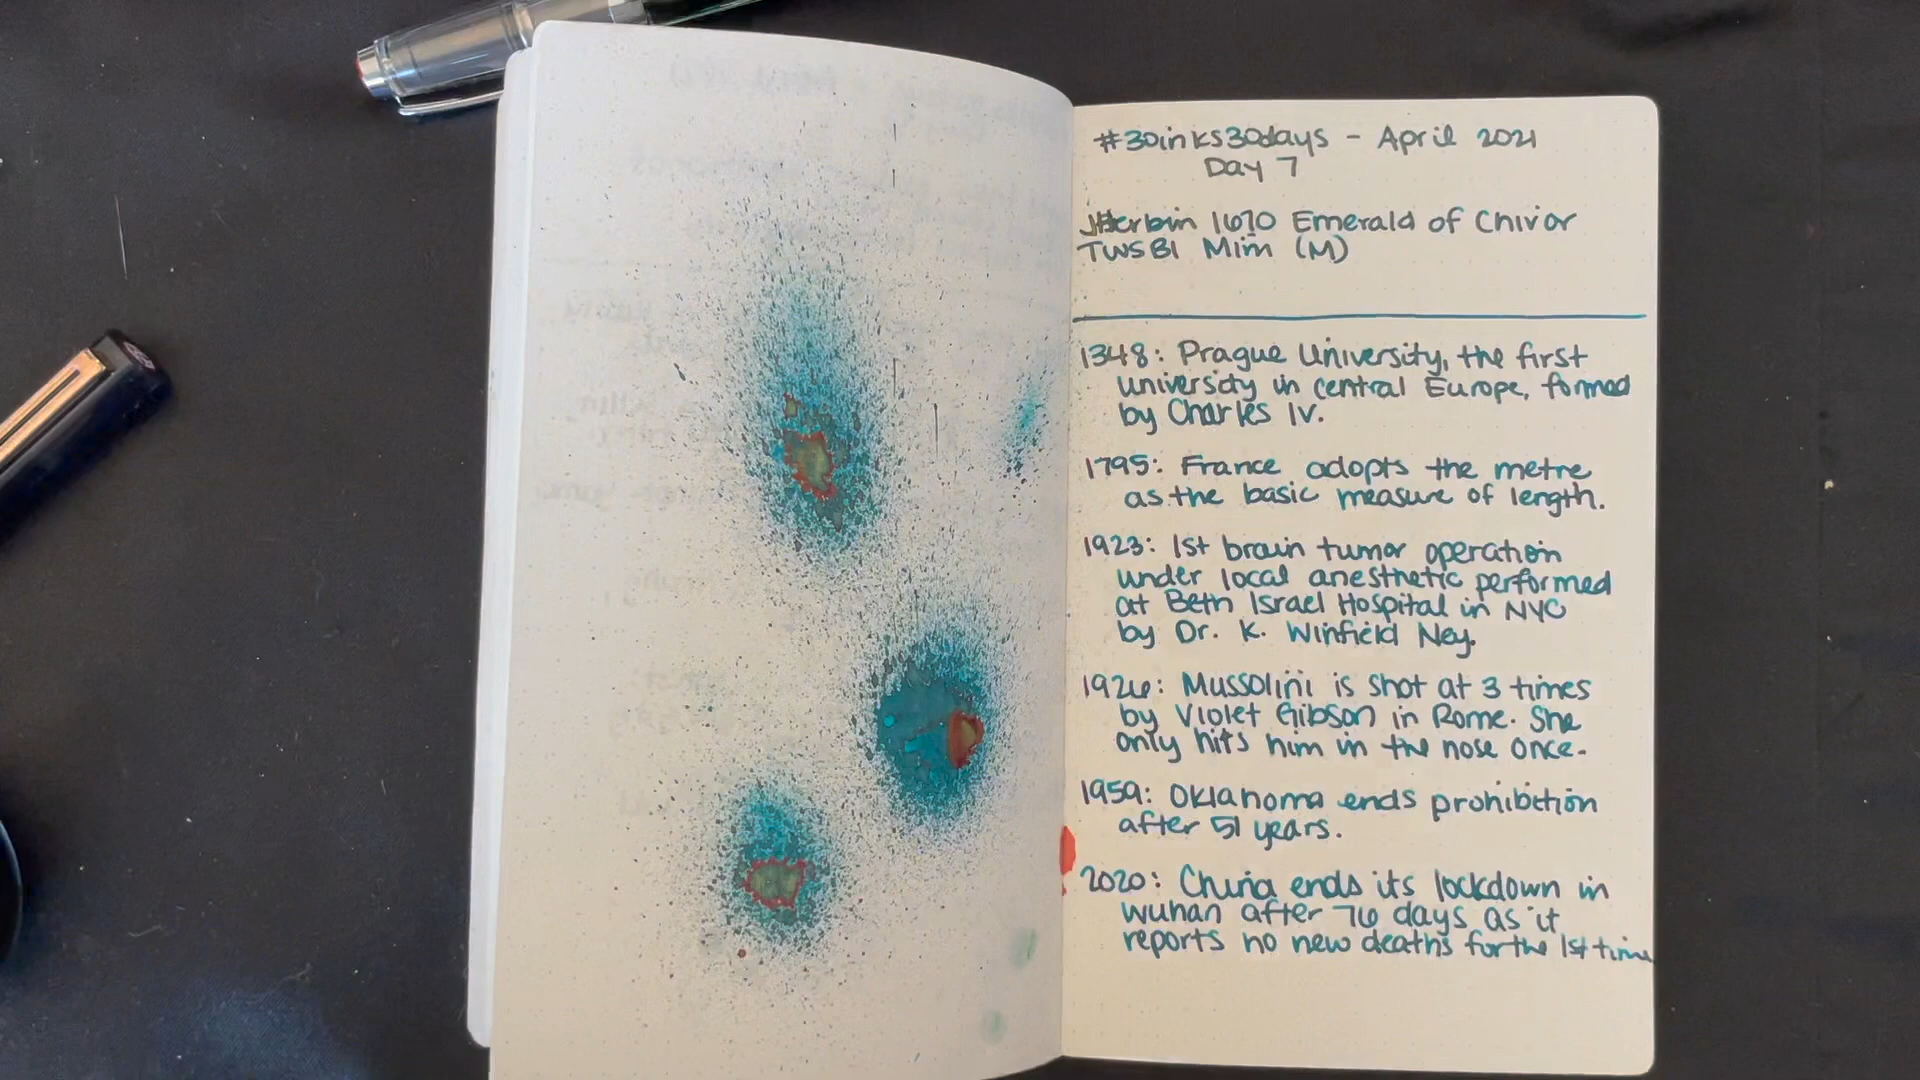 #30inks30days - April 2021
Day 7
J Herbin 1670 Emerald of Chivor
TWSBI Mini (M)
1348: Prague University, the first
university in central Europe, formed
by Charles IV.
1795: France adopts the metre
as the basic measure of length.
1923: 1st brain tumor operation
under local anesthetic performed
at Beth Israel Hospital in NYC
by Dr. K. Winfield Ney.
1926: Mussolini is shot at 3 times
by Violet Gibson in Rome. She
only hits him in the nose once.
1959: Oklahoma ends prohibition
after 51 years.
2020: China ends its lockdown in
Wuhan after 76 days as it
reports no new deaths for the 1st time